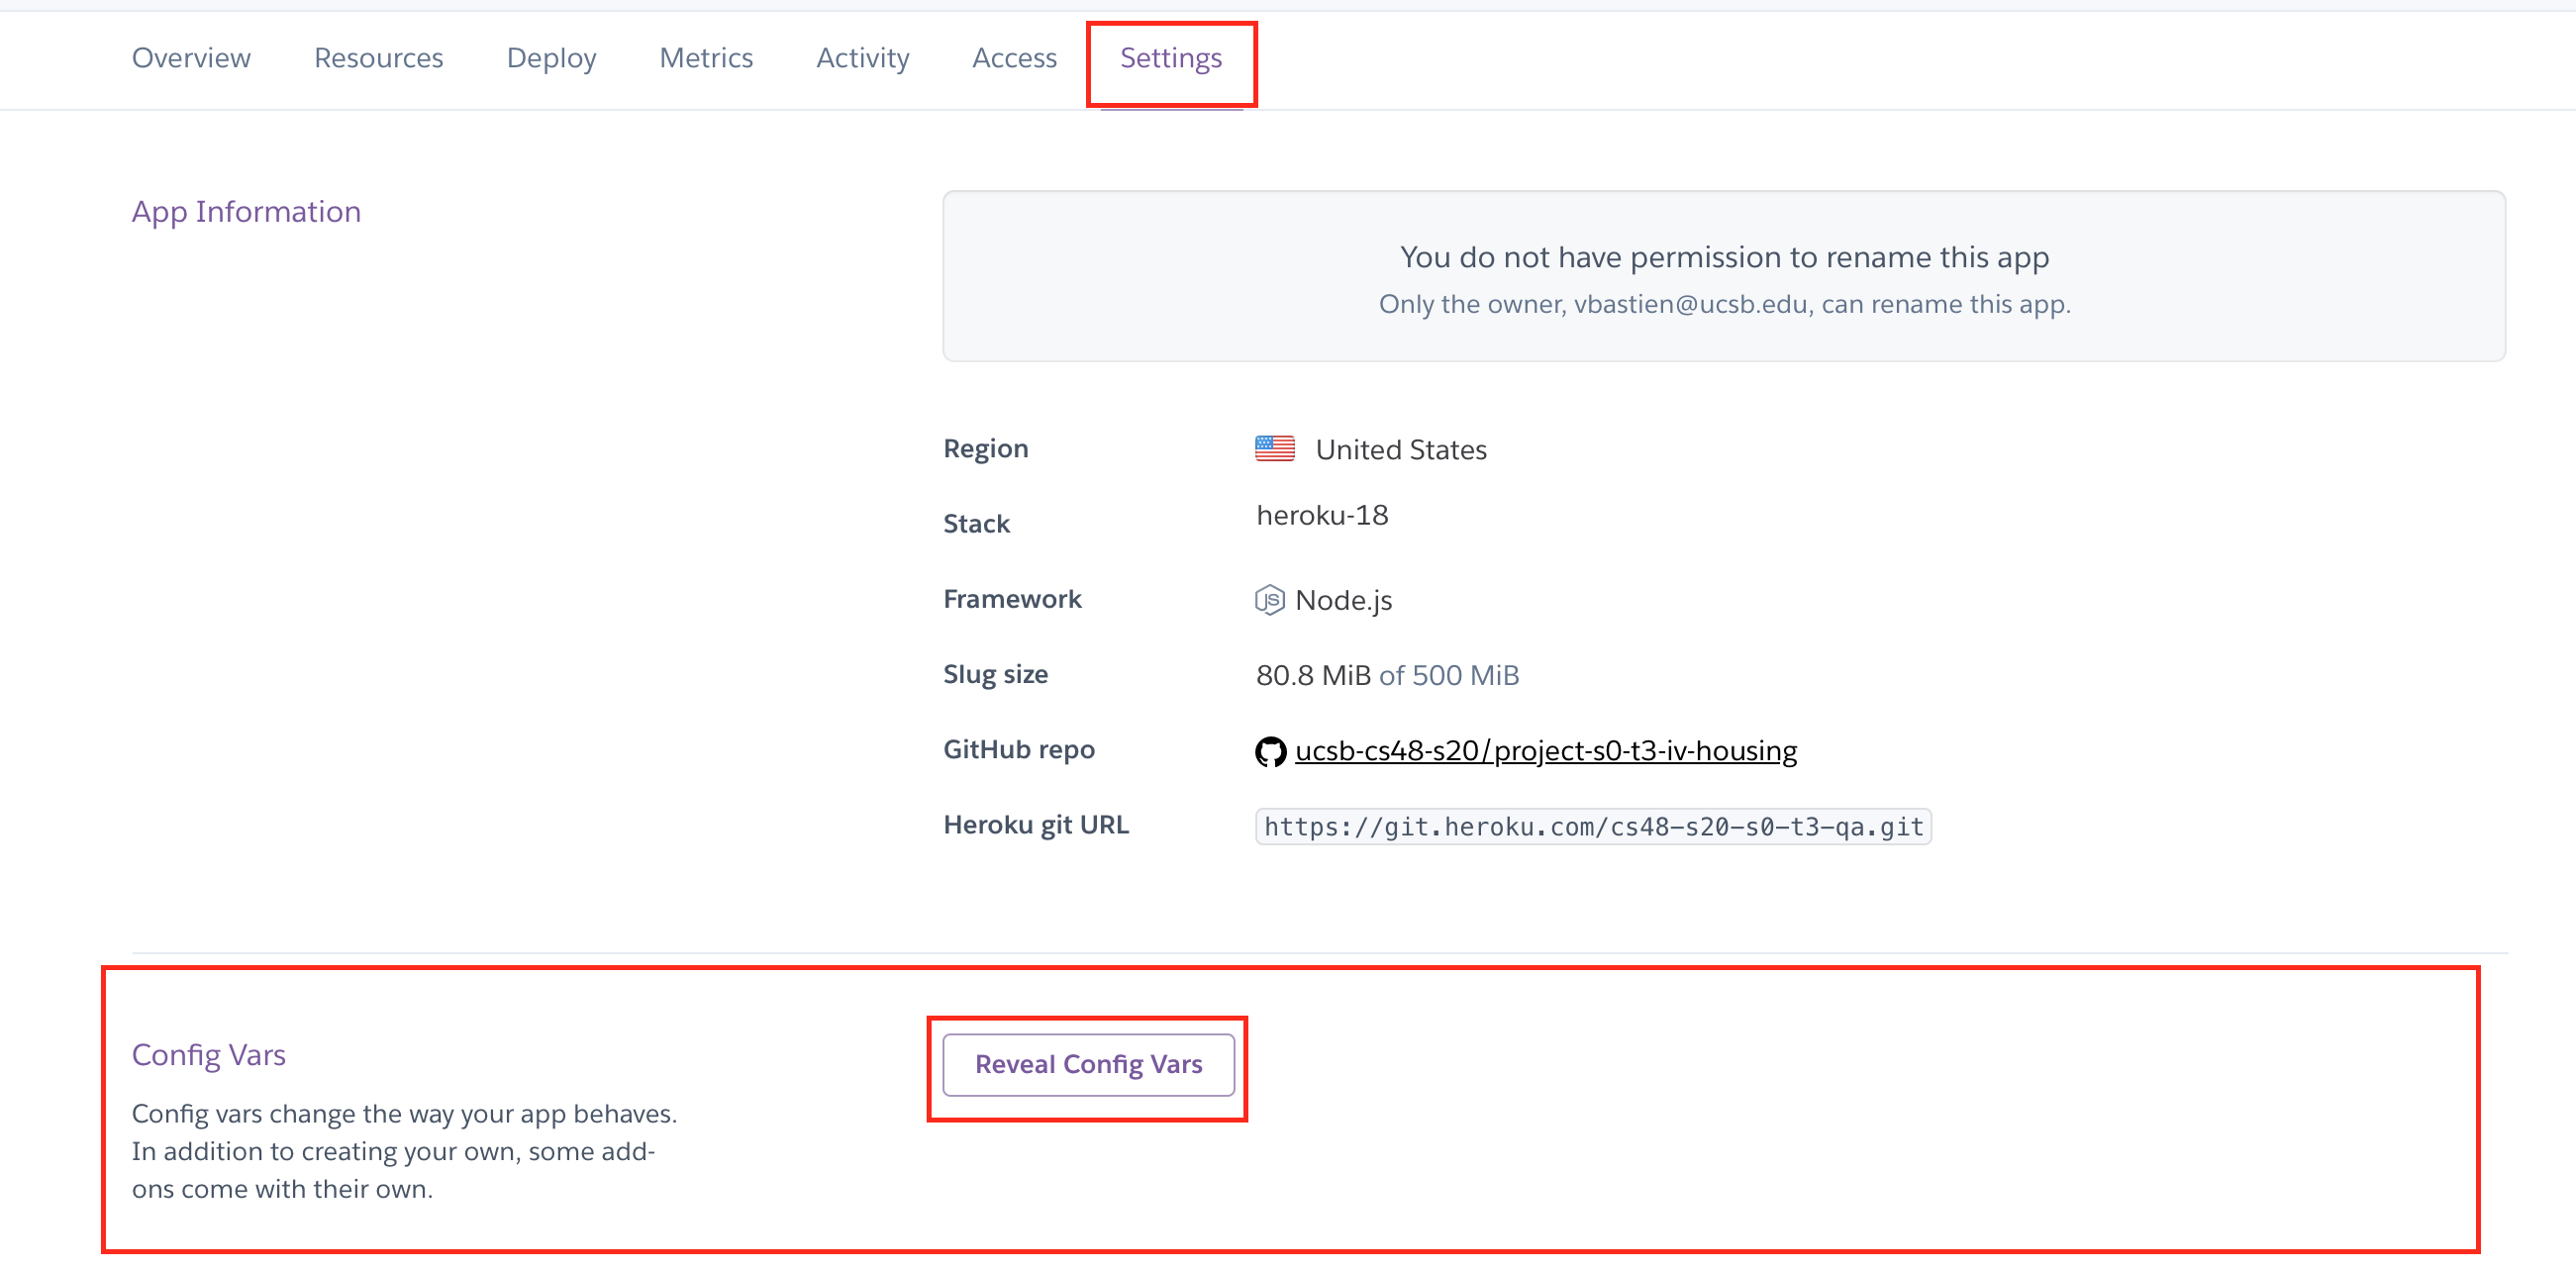 Overview Resources Deploy Metrics Activity Access Settings
App Information
You do not have permission to rename this app
Only the owner, vbastien@ucsb.edu, can rename this app.
Region United States
Stack heroku-18
Framework JS Node.js
Slug size 80.8 MiB of 500 MiB
GitHub repo ucsb-cs48-s20/project-s0-t3-iv-housing
Heroku git URL https://git.heroku.com/cs48-s20-s0-t3-qa.git
Config Vars
Reveal Config Vars
Config vars change the way your app behaves.
In addition to creating your own, some add-
ons come with their own.